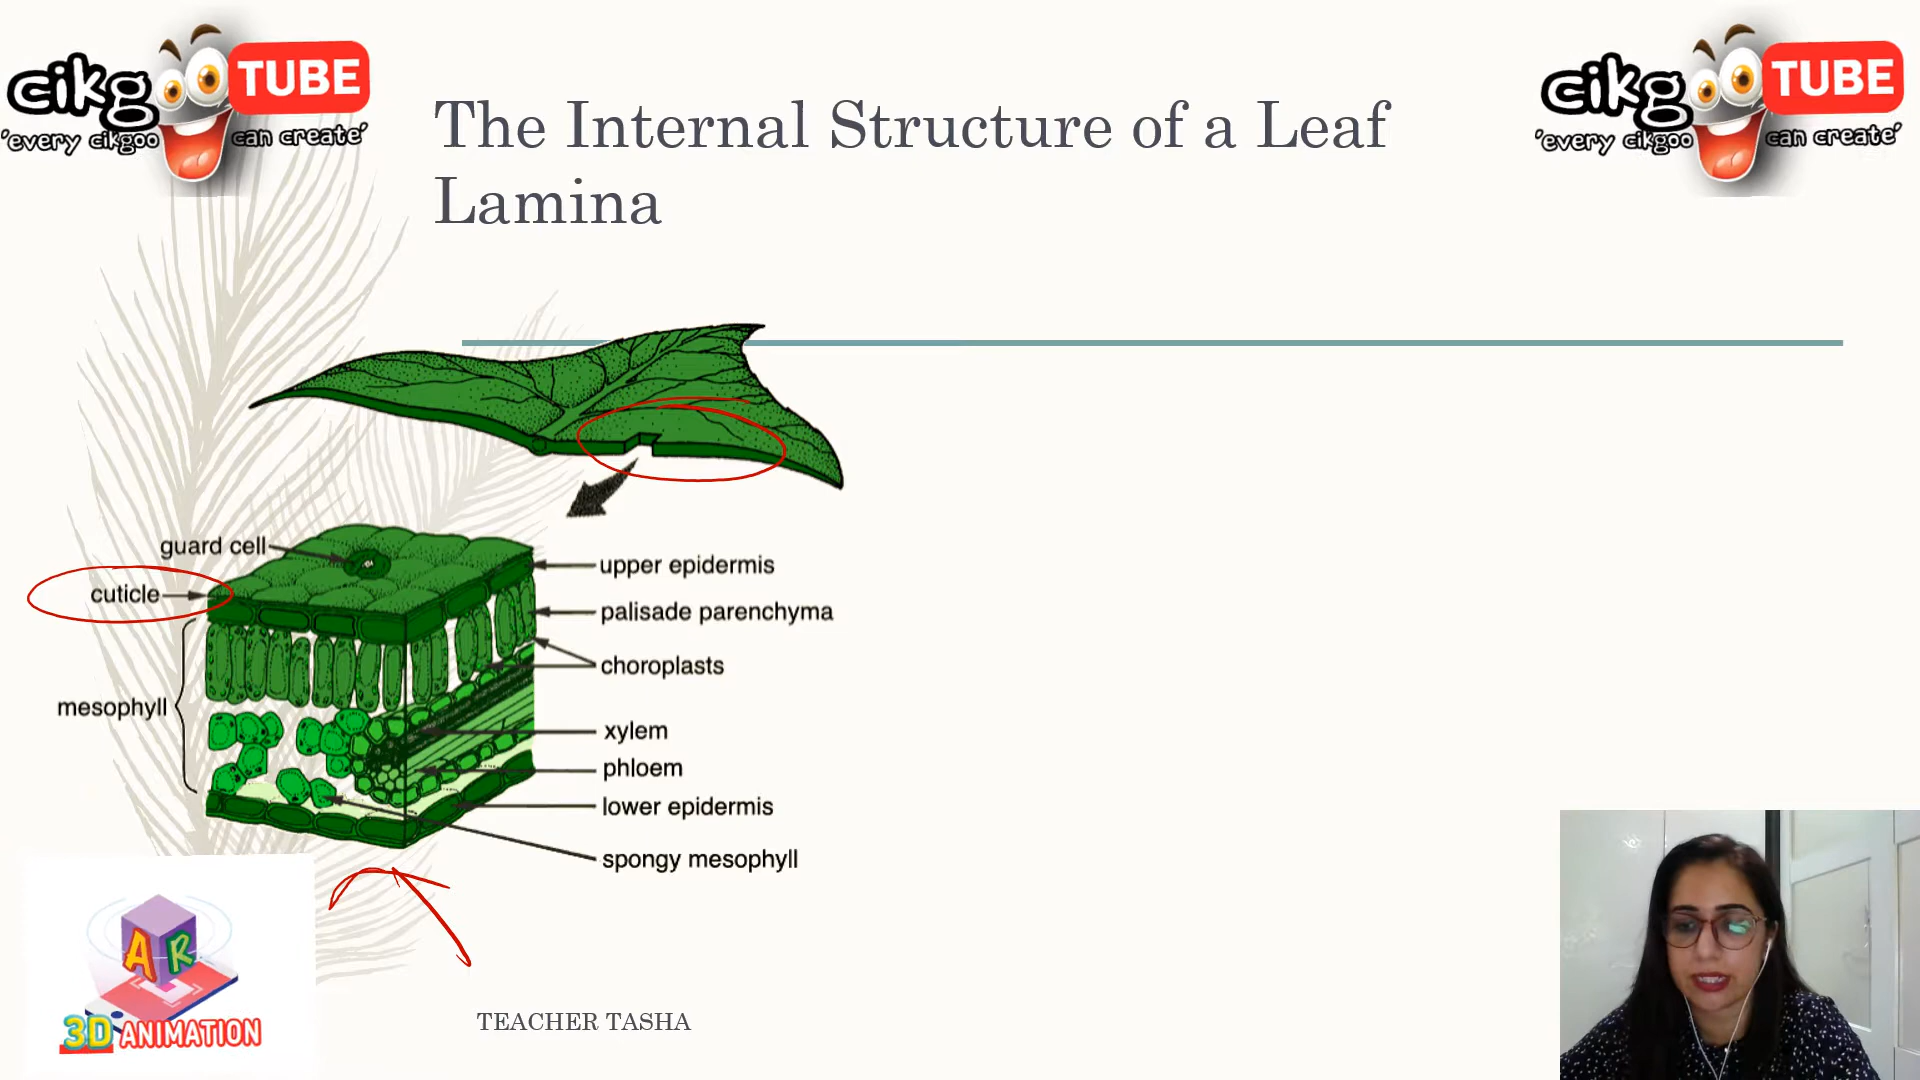 cikgoo TUBE
'every cikgoo can create'
cikgoo TUBE
'every cikgoo can create'
The Internal Structure of a Leaf
Lamina
guard cell
cuticle
mesophyll
upper epidermis
palisade parenchyma
choroplasts
xylem
phloem
lower epidermis
spongy mesophyll
AR
3D ANIMATION
TEACHER TASHA